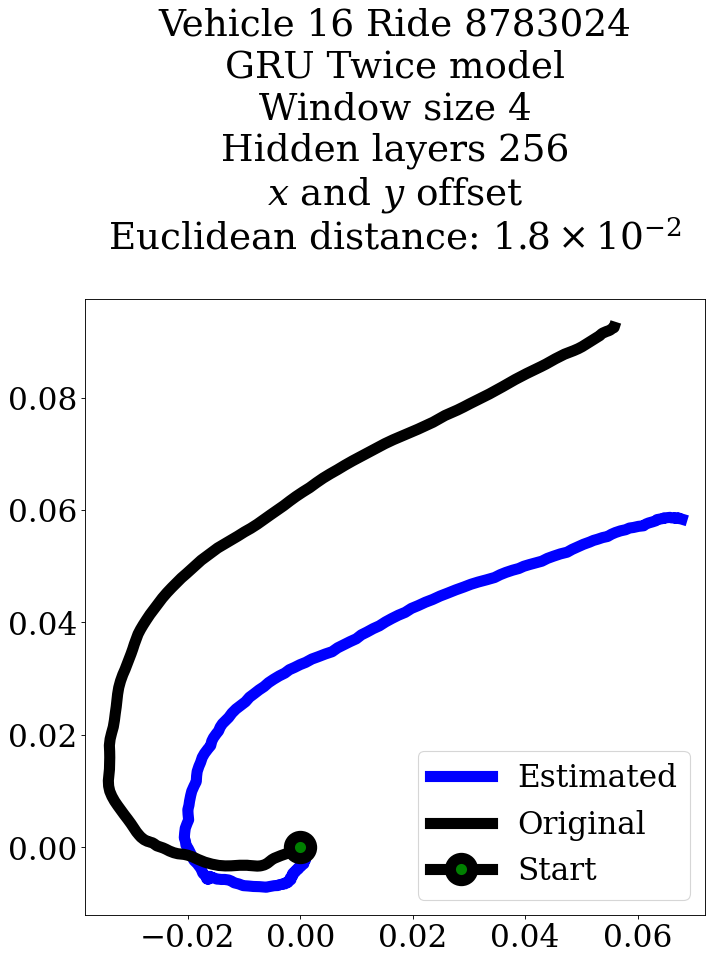 Vehicle 16 Ride 8783024
GRU Twice model
Window size 4
Hidden layers 256
x and y offset
Euclidean distance: 1.8 × 10⁻²
0.08
0.06
0.04
0.02
0.00
Estimated
Original
Start
−0.02 0.00 0.02 0.04 0.06